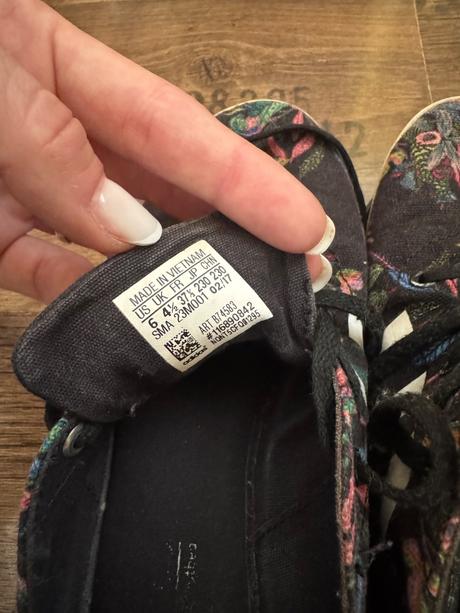 MADE IN VIETNAM
US UK FR JP CHN
6 4½ 37⅓ 230 230
SMA 23M001 02/17
ART B74583
#116890842
adidas